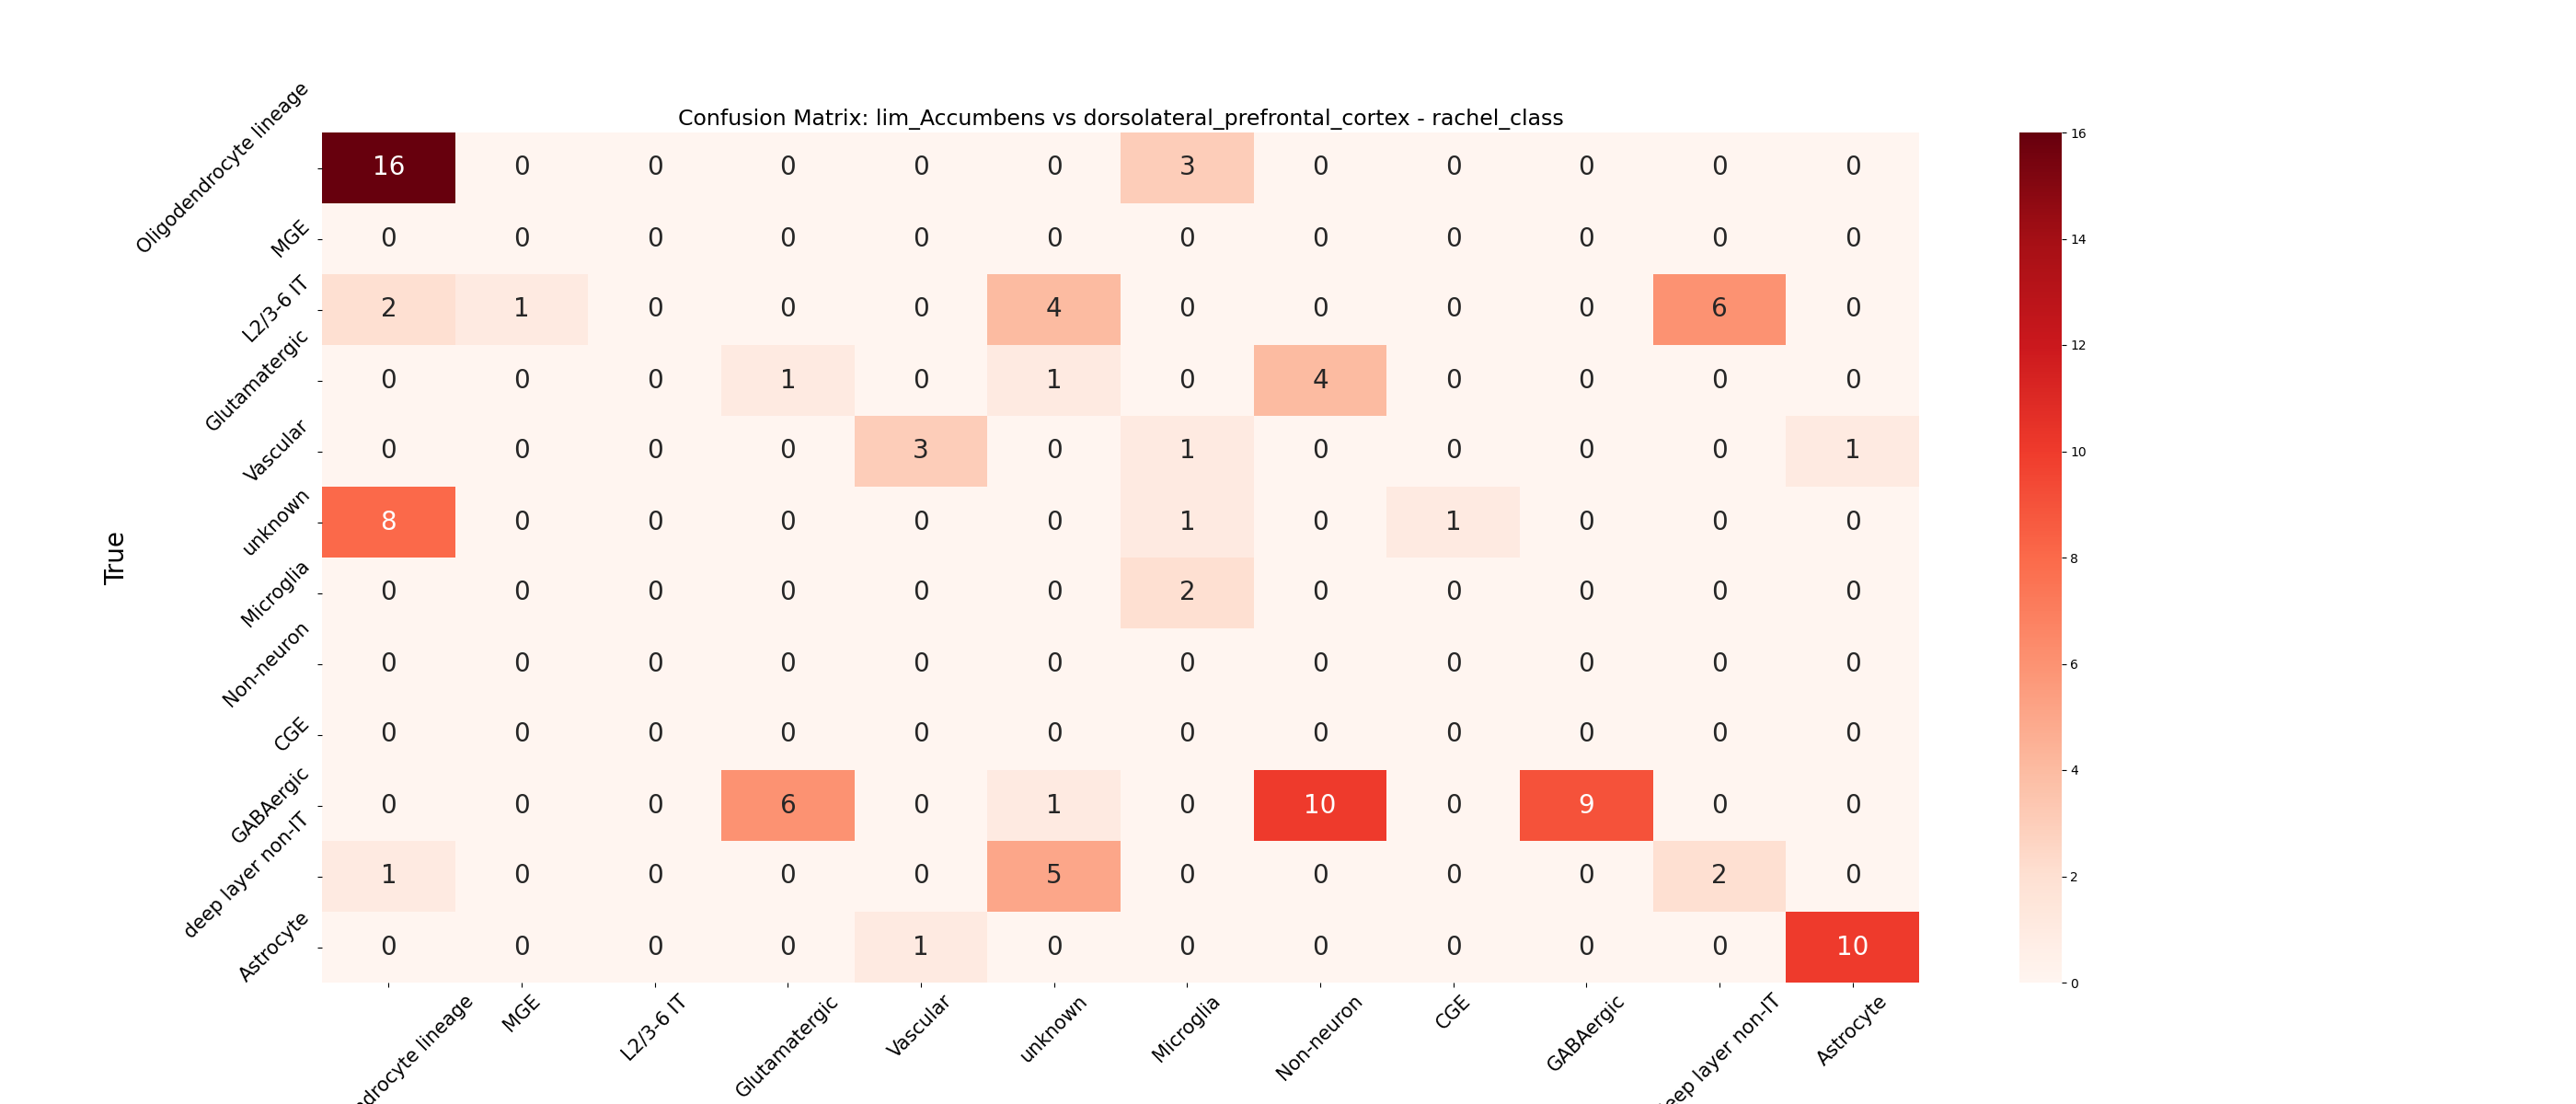 Confusion Matrix: lim_Accumbens vs dorsolateral_prefrontal_cortex - rachel_class
True
Oligodendrocyte lineage 16 0 0 0 0 0 3 0 0 0 0 0
MGE 0 0 0 0 0 0 0 0 0 0 0 0
L2/3-6 IT 2 1 0 0 0 4 0 0 0 0 6 0
Glutamatergic 0 0 0 1 0 1 0 4 0 0 0 0
Vascular 0 0 0 0 3 0 1 0 0 0 0 1
unknown 8 0 0 0 0 0 1 0 1 0 0 0
Microglia 0 0 0 0 0 0 2 0 0 0 0 0
Non-neuron 0 0 0 0 0 0 0 0 0 0 0 0
CGE 0 0 0 0 0 0 0 0 0 0 0 0
GABAergic 0 0 0 6 0 1 0 10 0 9 0 0
deep layer non-IT 1 0 0 0 0 5 0 0 0 0 2 0
Astrocyte 0 0 0 0 1 0 0 0 0 0 0 10
ndrocyte lineage MGE L2/3-6 IT Glutamatergic Vascular unknown Microglia Non-neuron CGE GABAergic eep layer non-IT Astrocyte
16
14
12
10
8
6
4
2
0